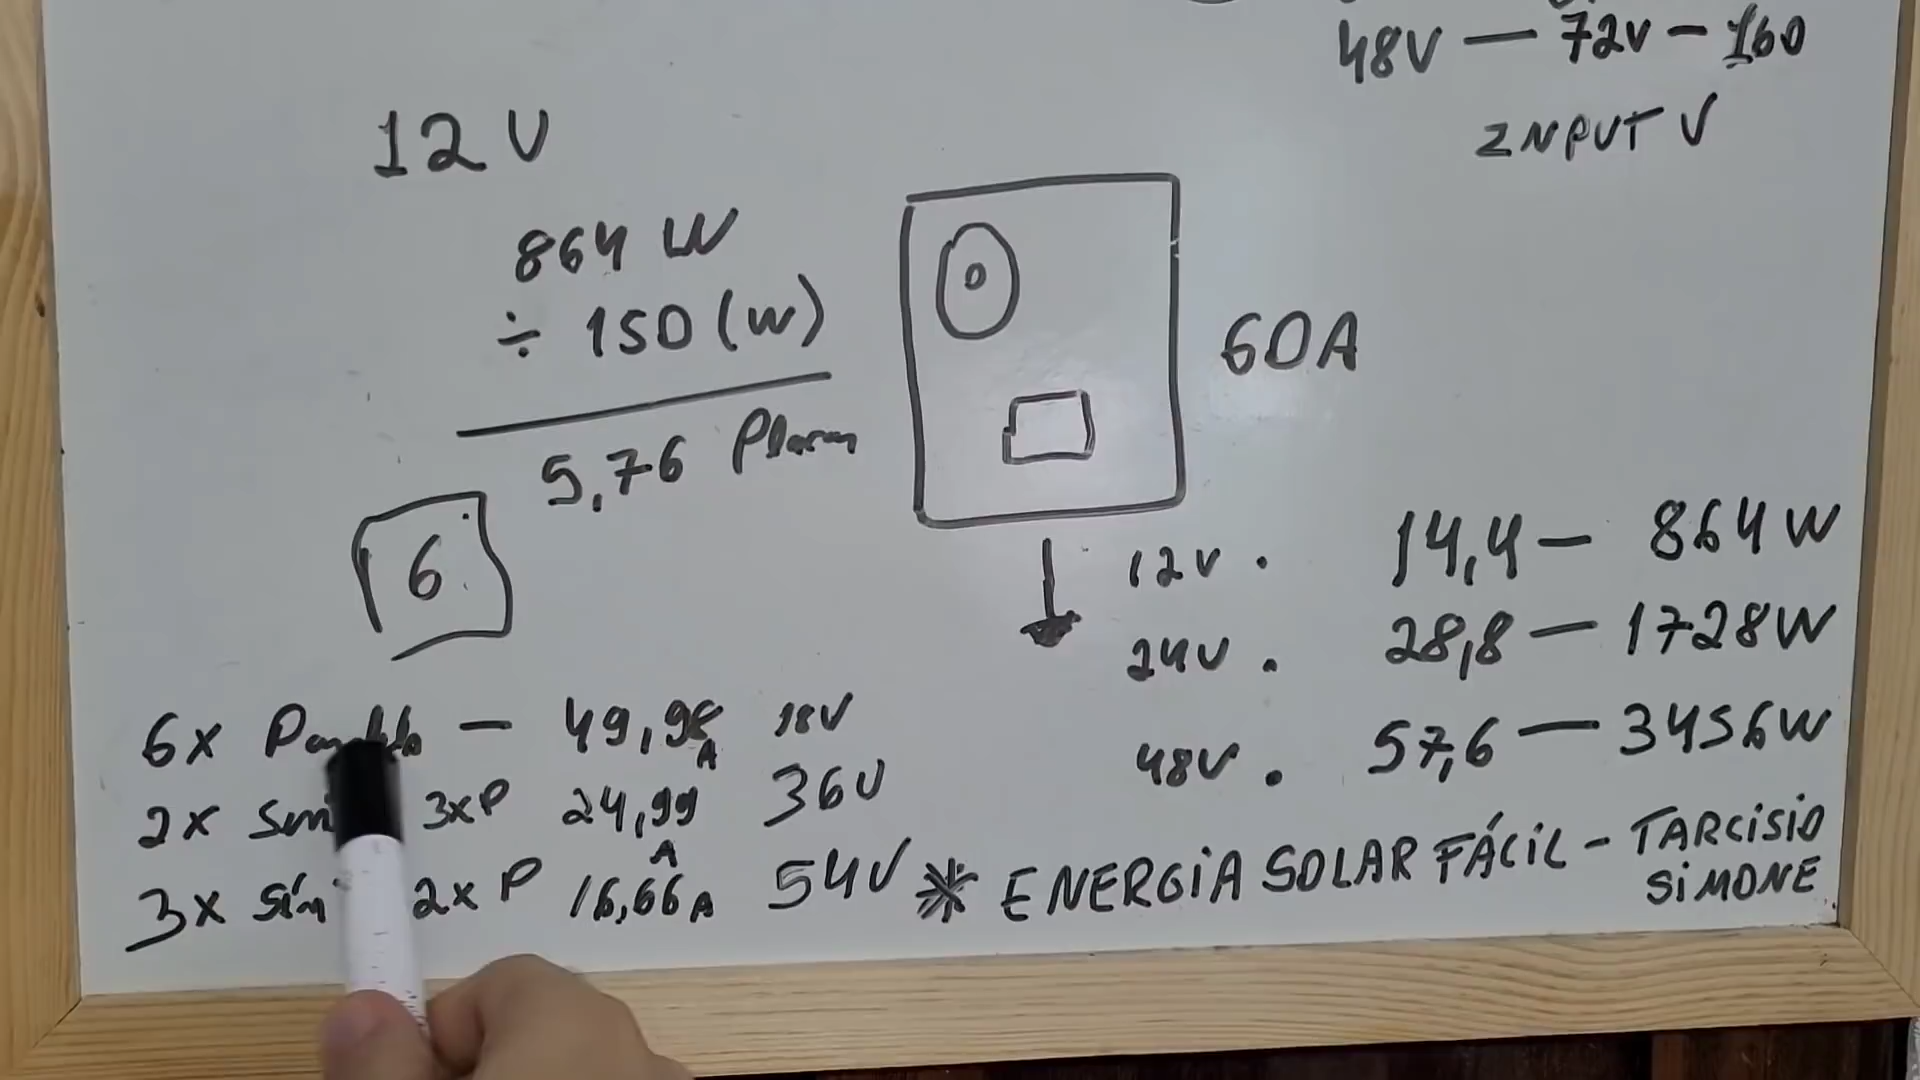 48V — 72V — 160
INPUT V
12V
864 W
÷ 150 (W)
5,76
6
60A
12V . 14,4 — 864W
24V . 28,8 — 1728W
48V . 57,6 — 3456W
6x — 49,98 A 18V
2x 3xP 24,99 A 36V
3x 2xP 16,66A 54V
* ENERGIA SOLAR FÁCIL - TARCISIO SIMONE